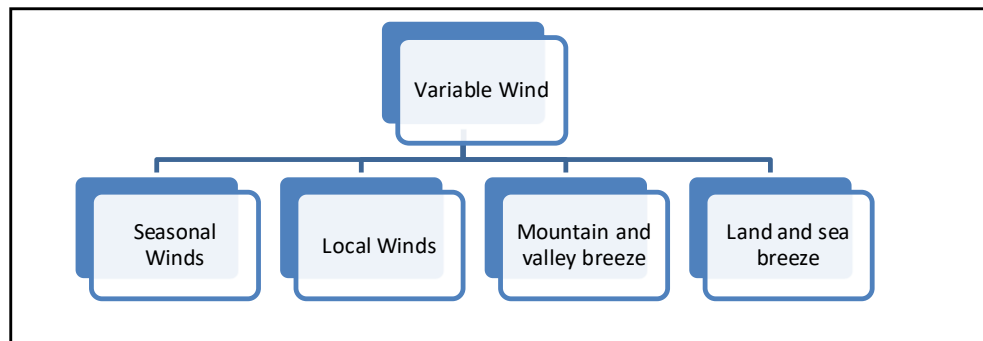 Variable Wind
Seasonal
Winds
Local Winds
Mountain and
valley breeze
Land and sea
breeze